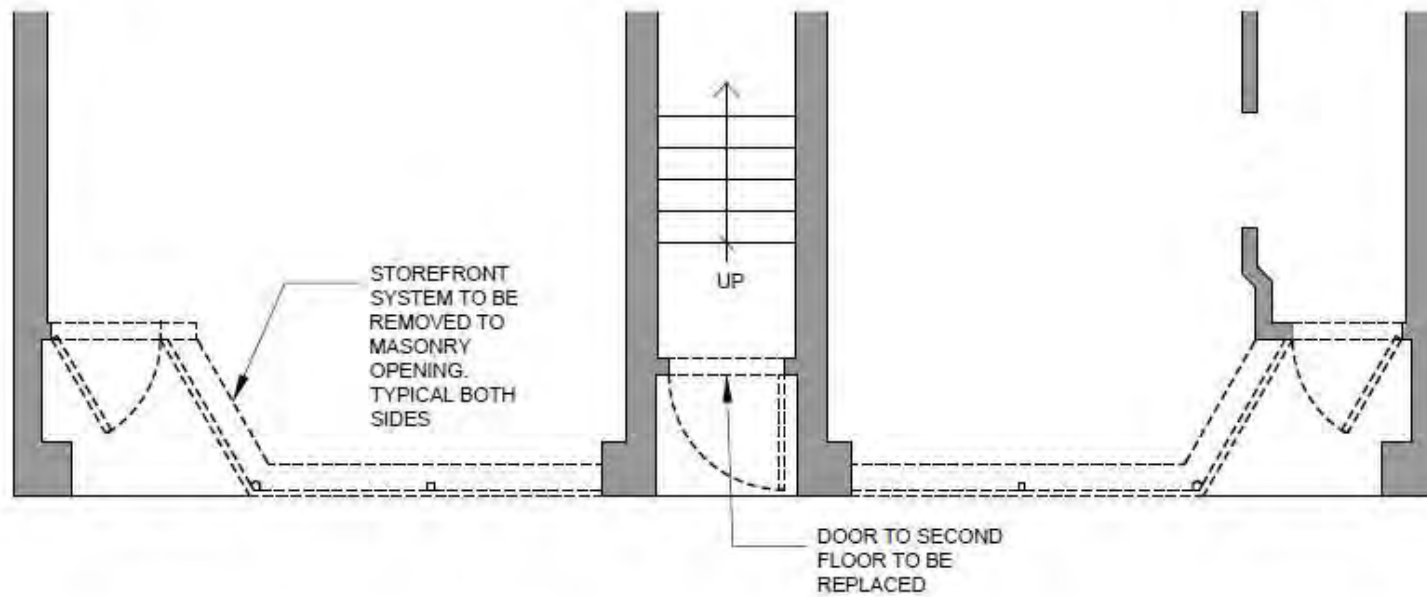 STOREFRONT
SYSTEM TO BE
REMOVED TO
MASONRY
OPENING.
TYPICAL BOTH
SIDES
UP
DOOR TO SECOND
FLOOR TO BE
REPLACED